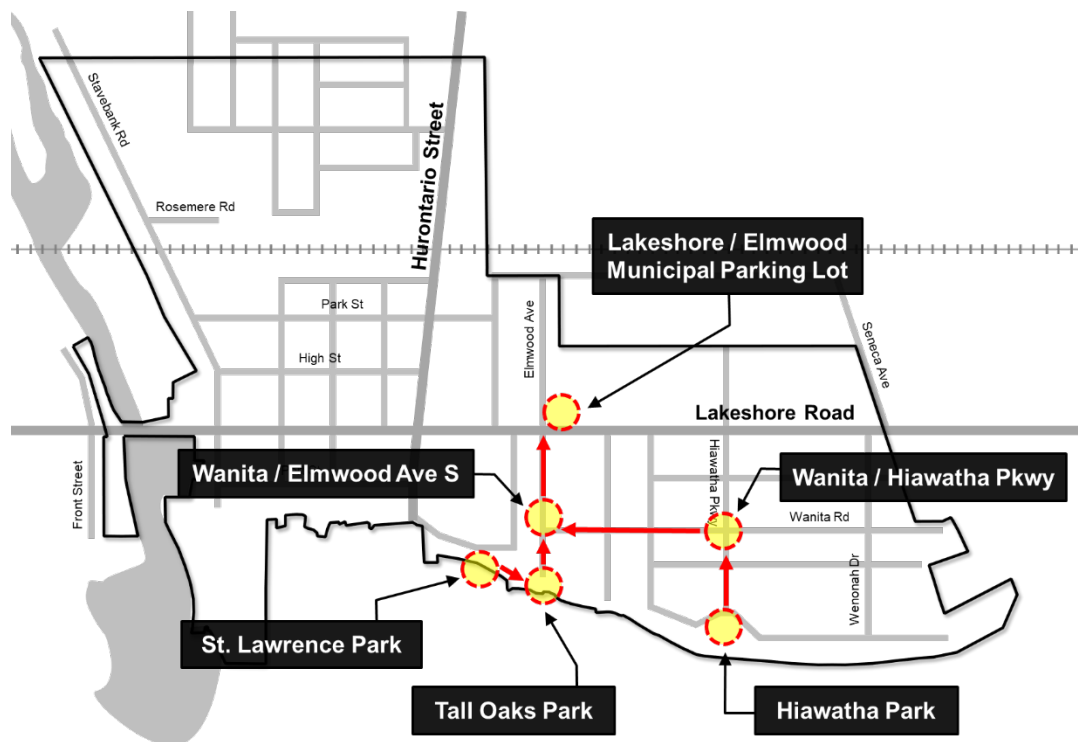 Stavebank Rd
Hurontario Street
Rosemere Rd
Lakeshore / Elmwood
Municipal Parking Lot
Park St
Elmwood Ave
Seneca Ave
High St
Lakeshore Road
Hiawatha Pkwy
Wanita / Elmwood Ave S
Wanita / Hiawatha Pkwy
Front Street
Wanita Rd
Wenonah Dr
St. Lawrence Park
Tall Oaks Park
Hiawatha Park